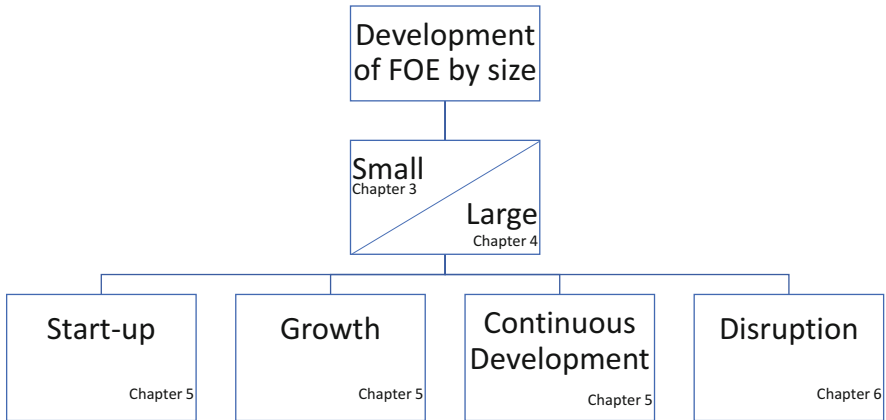 Development
of FOE by size
Small
Chapter 3
Large
Chapter 4
Start-up
Chapter 5
Growth
Chapter 5
Continuous
Development
Chapter 5
Disruption
Chapter 6